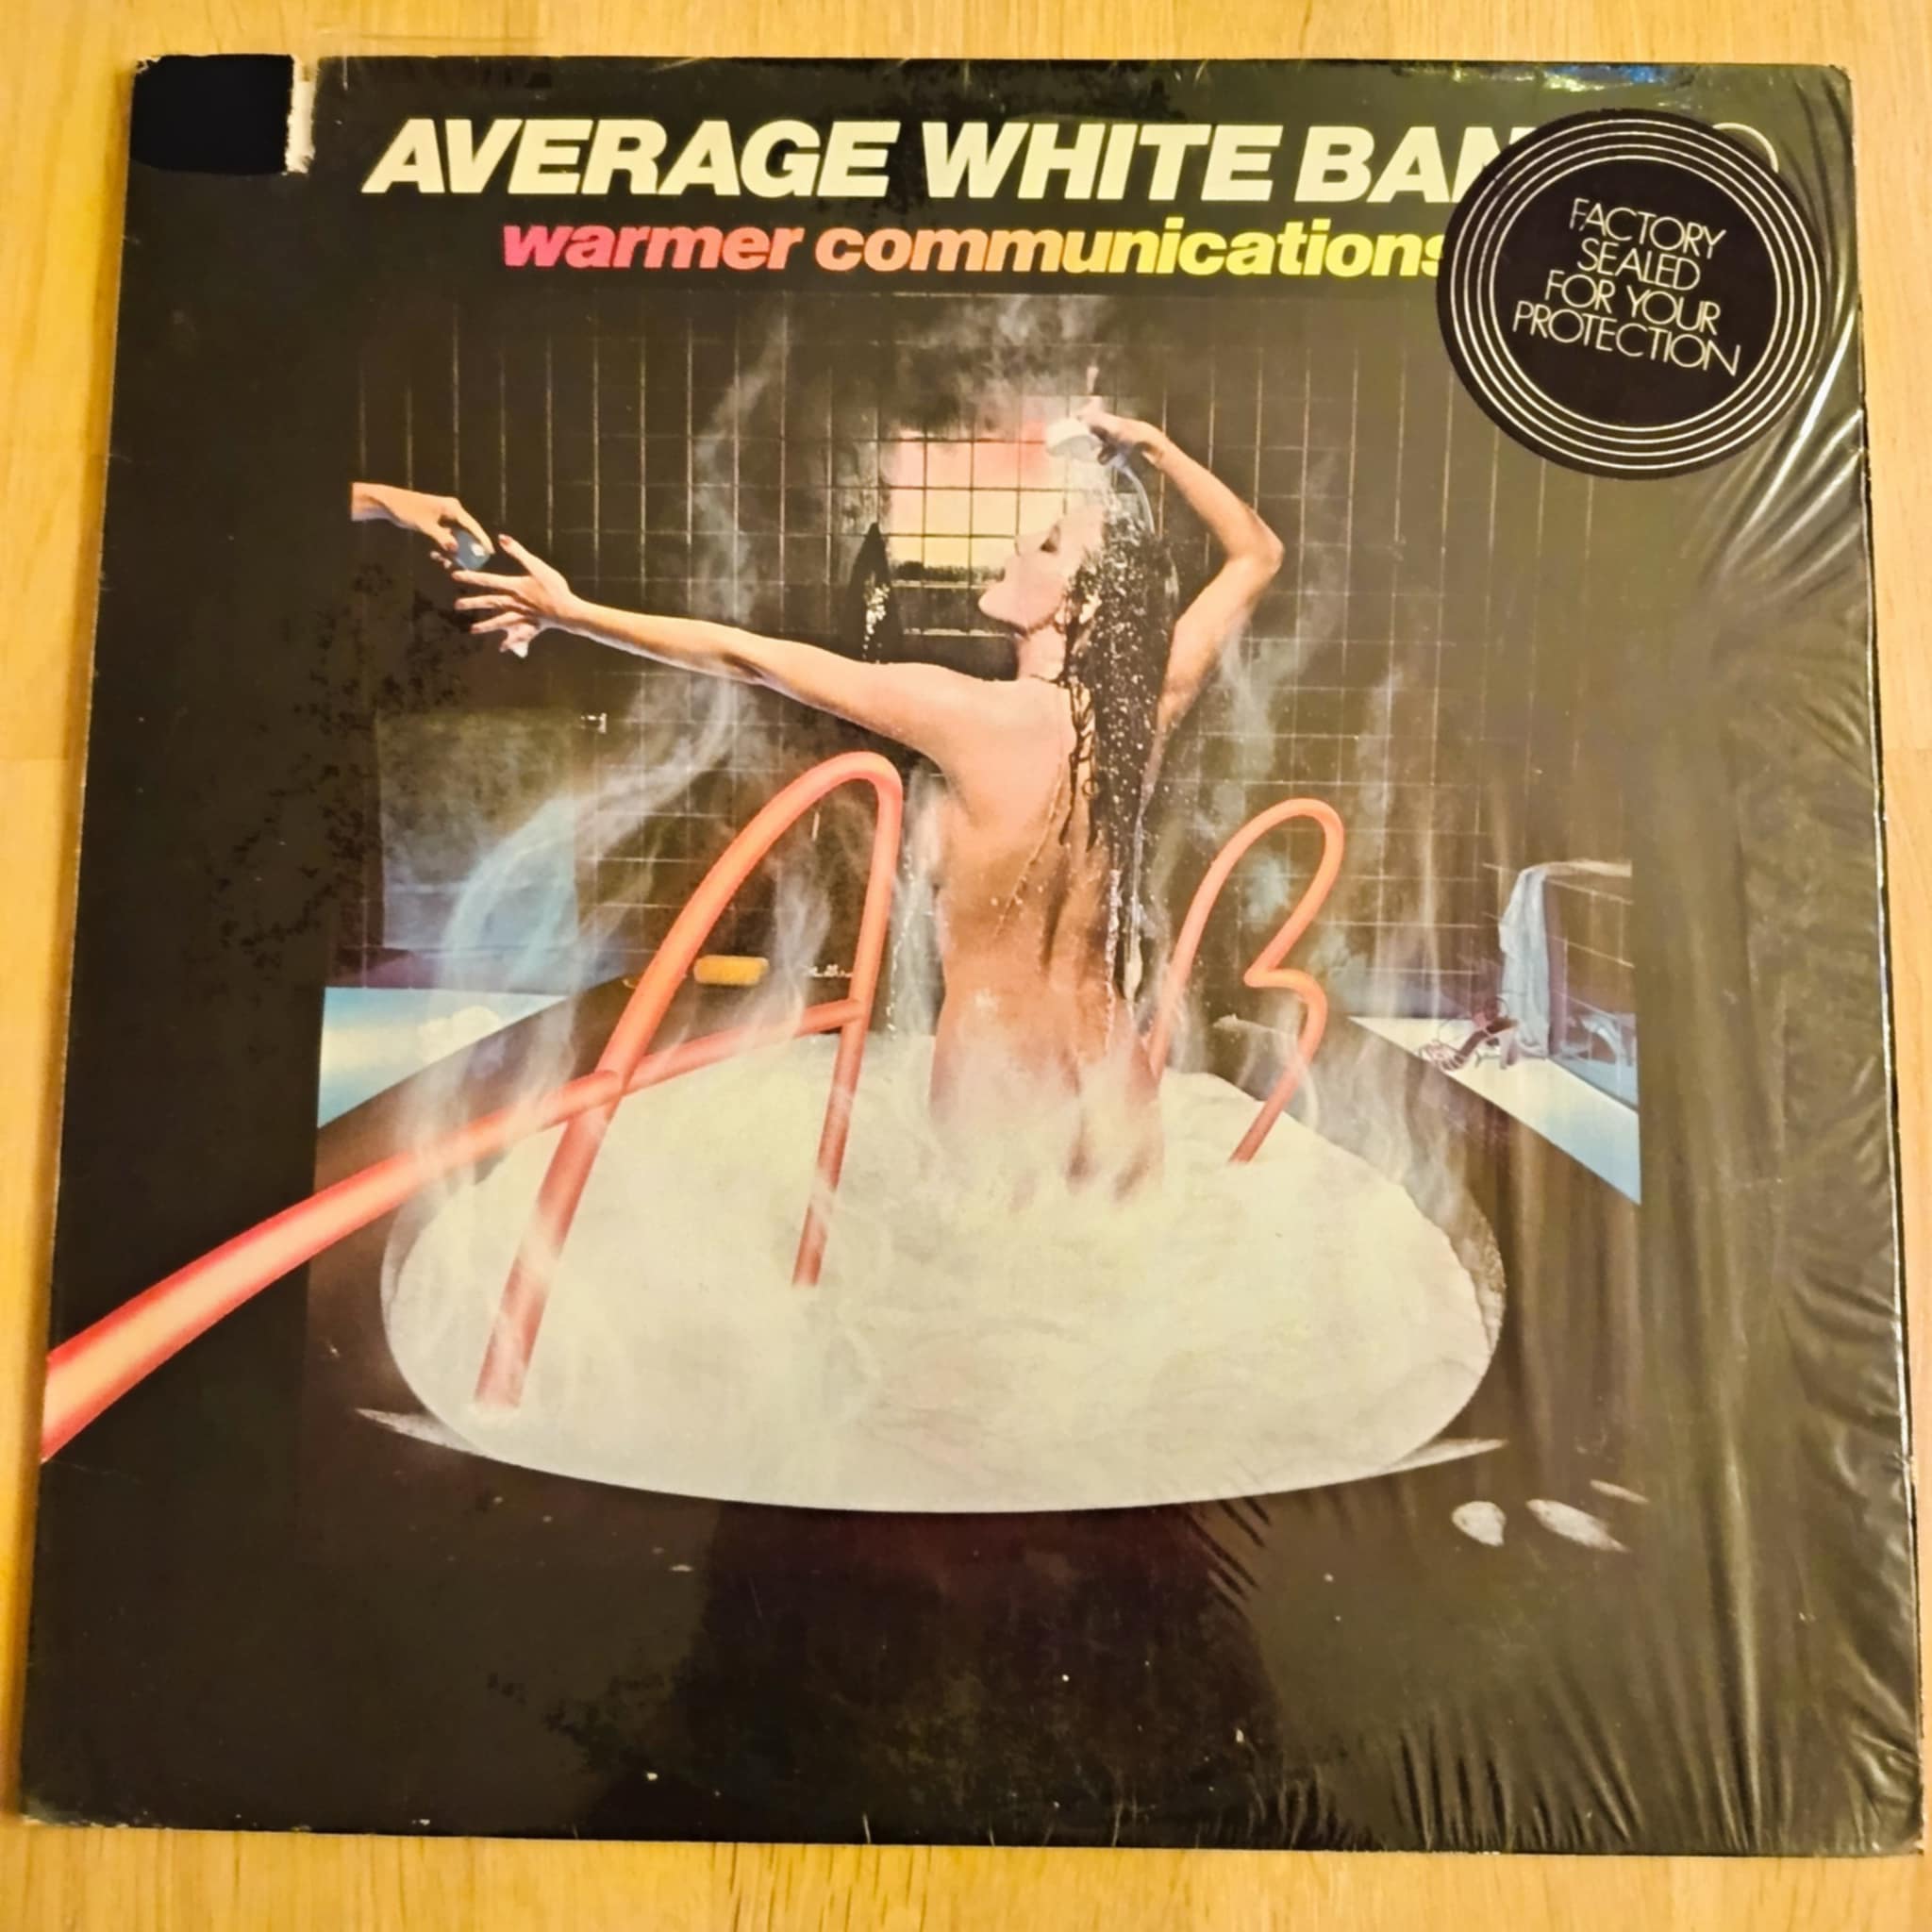 AVERAGE WHITE BAN
warmer communications
FACTORY
SEALED
FOR YOUR
PROTECTION
A B